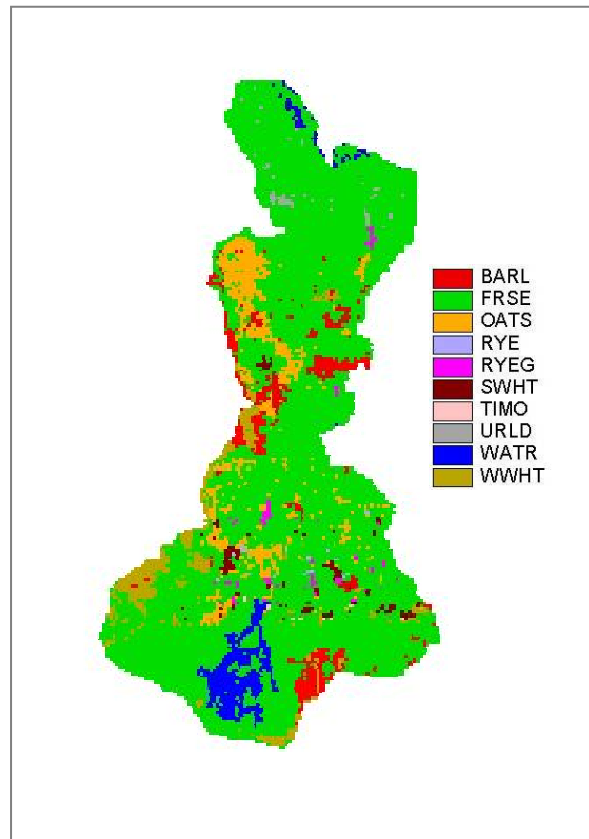 BARL
FRSE
OATS
RYE
RYEG
SWHT
TIMO
URLD
WATR
WWHT